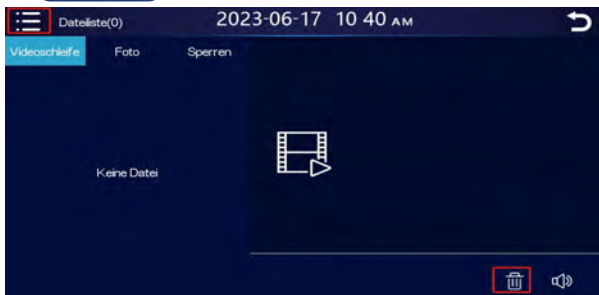 Dateiliste(0) 2023-06-17 10 40 AM
Videoschleife Foto Sperren
Keine Datei